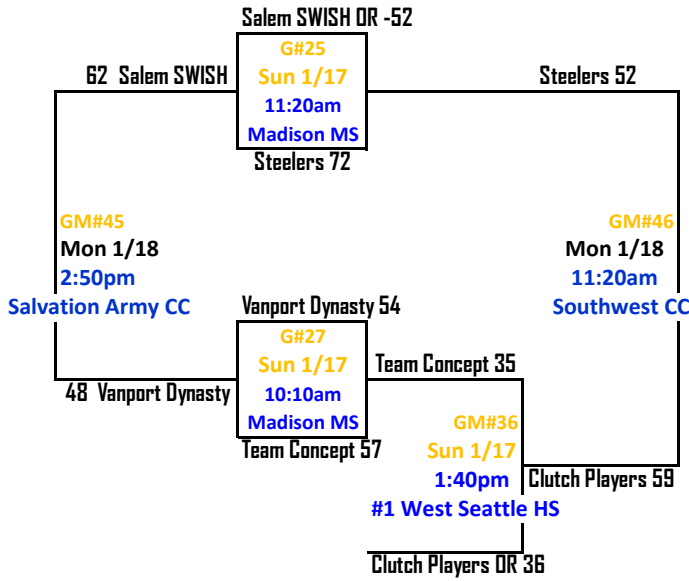 Salem SWISH OR -52
G#25
62 Salem SWISH
Sun 1/17
Steelers 52
11:20am
Madison MS
Steelers 72
GM#45
GM#46
Mon 1/18
Mon 1/18
2:50pm
11:20am
Salvation Army CC
Vanport Dynasty 54
Southwest CC
G#27
Sun 1/17
Team Concept 35
48 Vanport Dynasty
10:10am
Madison MS
GM#36
Team Concept 57
Sun 1/17
1:40pm
Clutch Players 59
#1 West Seattle HS
Clutch Players OR 36